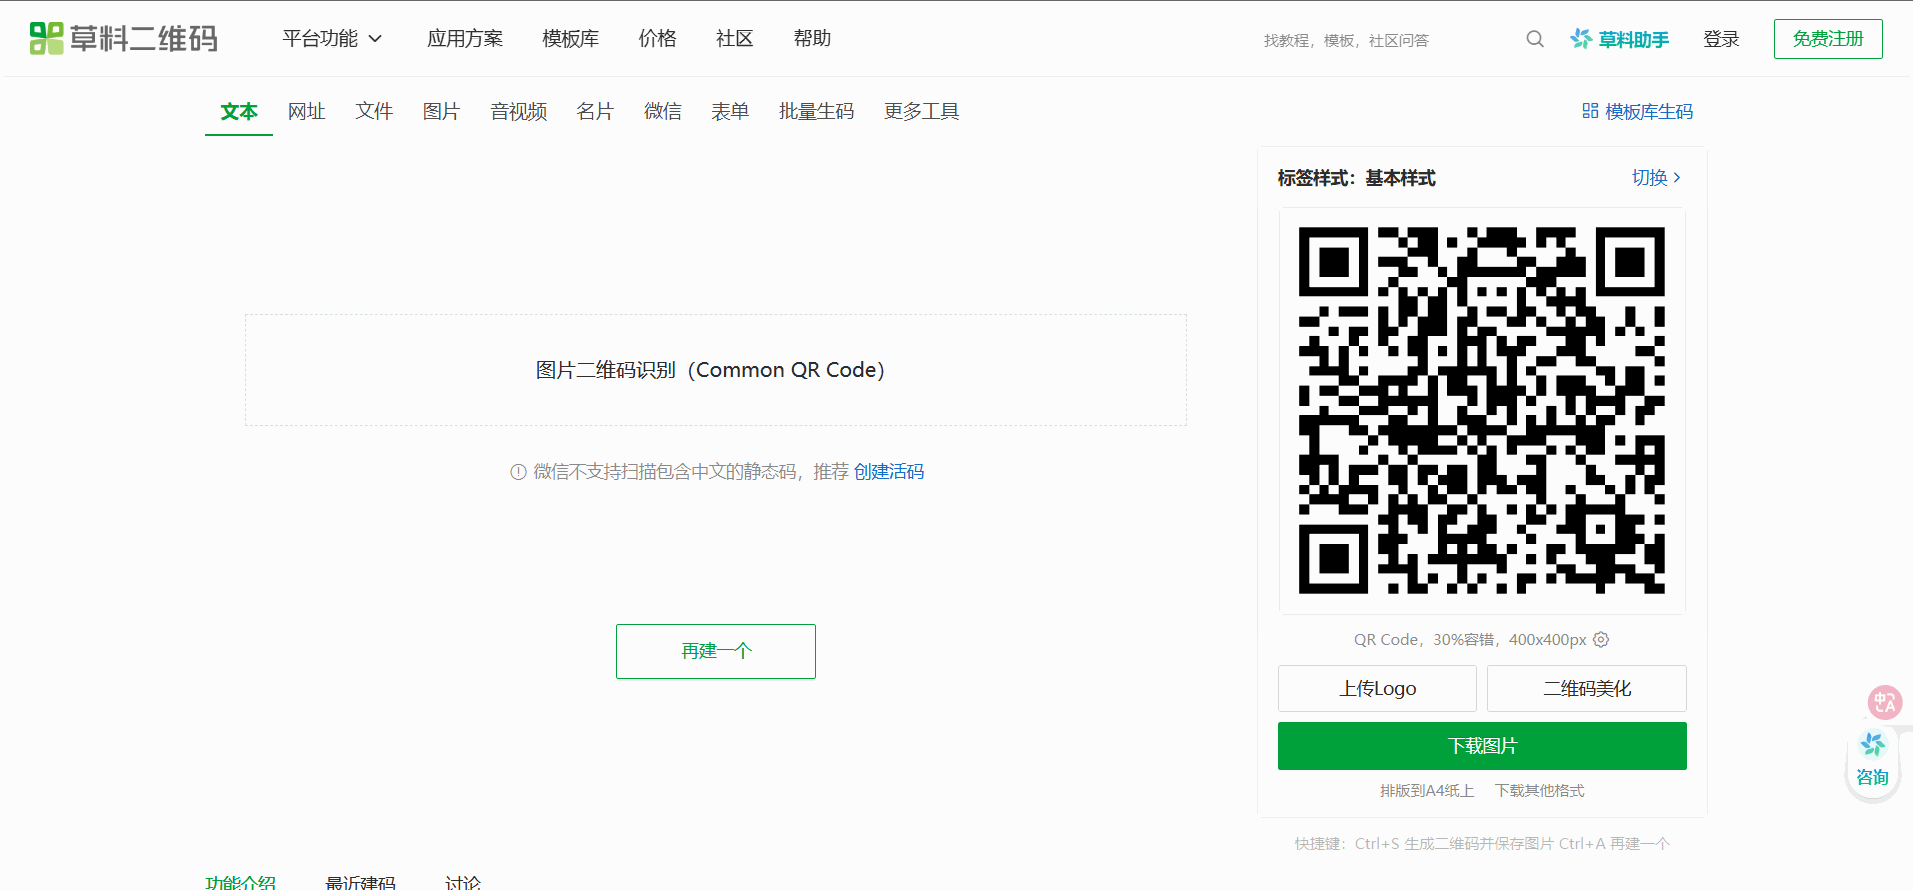 草料二维码 平台功能 应用方案 模板库 价格 社区 帮助 找教程，模板，社区问答 草料助手 登录 免费注册
文本 网址 文件 图片 音视频 名片 微信 表单 批量生码 更多工具 模板库生码
标签样式：基本样式 切换
图片二维码识别（Common QR Code）
微信不支持扫描包含中文的静态码，推荐 创建活码
再建一个
QR Code，30%容错，400x400px
上传Logo 二维码美化
下载图片
排版到A4纸上 下载其他格式
快捷键：Ctrl+S 生成二维码并保存图片 Ctrl+A 再建一个
中 A
咨询
功能介绍 最近建码 讨论